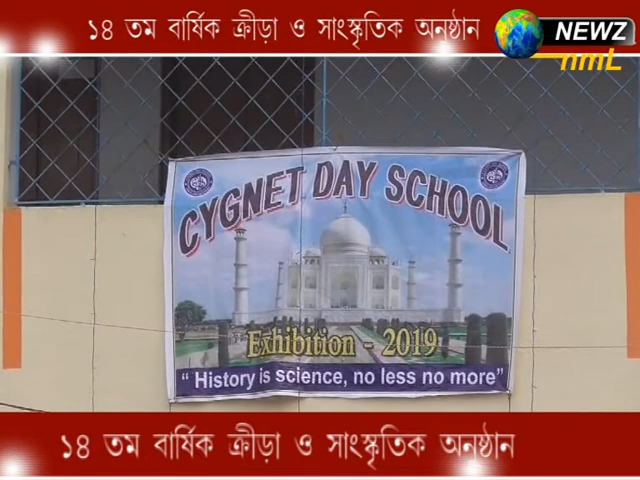 ১৪ তম বার্ষিক ক্রীড়া ও সাংস্কৃতিক অনুষ্ঠান
NEWZ
nmL
CYGNET DAY SCHOOL
Exhibition - 2019
“ History is science, no less no more”
১৪ তম বার্ষিক ক্রীড়া ও সাংস্কৃতিক অনুষ্ঠান